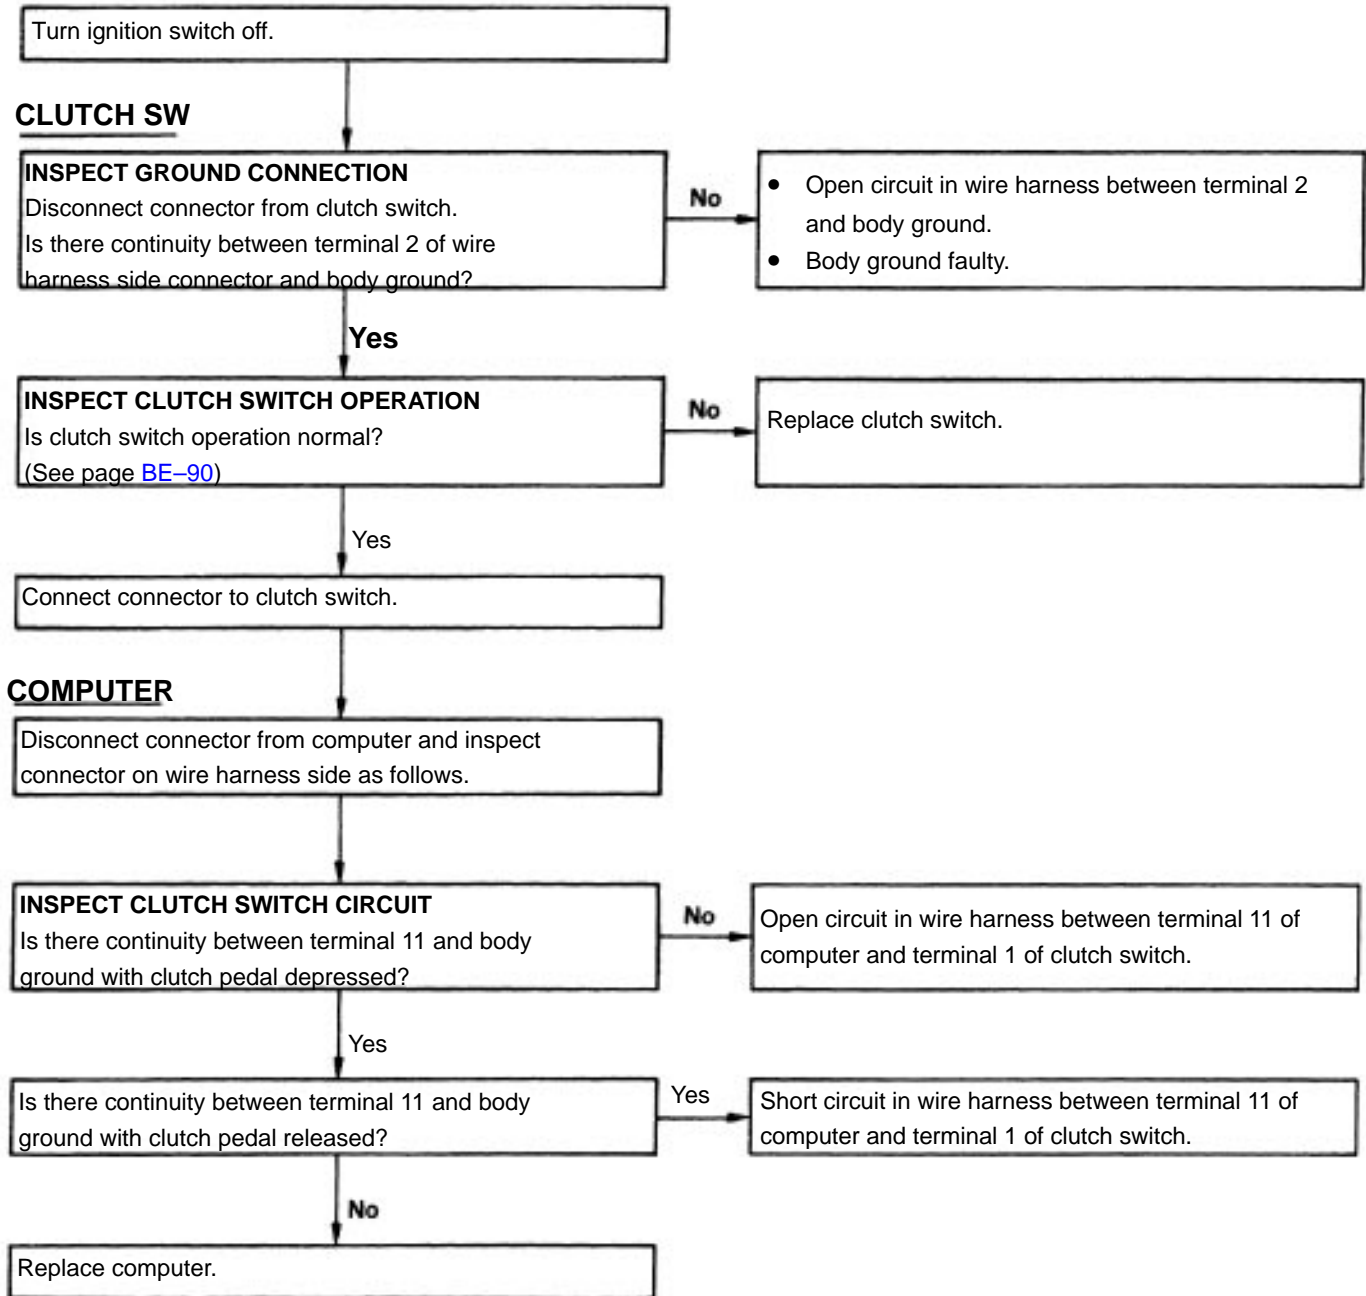 Turn ignition switch off.
CLUTCH SW
INSPECT GROUND CONNECTION
Disconnect connector from clutch switch.
Is there continuity between terminal 2 of wire
harness side connector and body ground?
No
• Open circuit in wire harness between terminal 2
and body ground.
• Body ground faulty.
Yes
INSPECT CLUTCH SWITCH OPERATION
Is clutch switch operation normal?
(See page BE–90)
No
Replace clutch switch.
Yes
Connect connector to clutch switch.
COMPUTER
Disconnect connector from computer and inspect
connector on wire harness side as follows.
INSPECT CLUTCH SWITCH CIRCUIT
Is there continuity between terminal 11 and body
ground with clutch pedal depressed?
No
Open circuit in wire harness between terminal 11 of
computer and terminal 1 of clutch switch.
Yes
Is there continuity between terminal 11 and body
ground with clutch pedal released?
Yes
Short circuit in wire harness between terminal 11 of
computer and terminal 1 of clutch switch.
No
Replace computer.